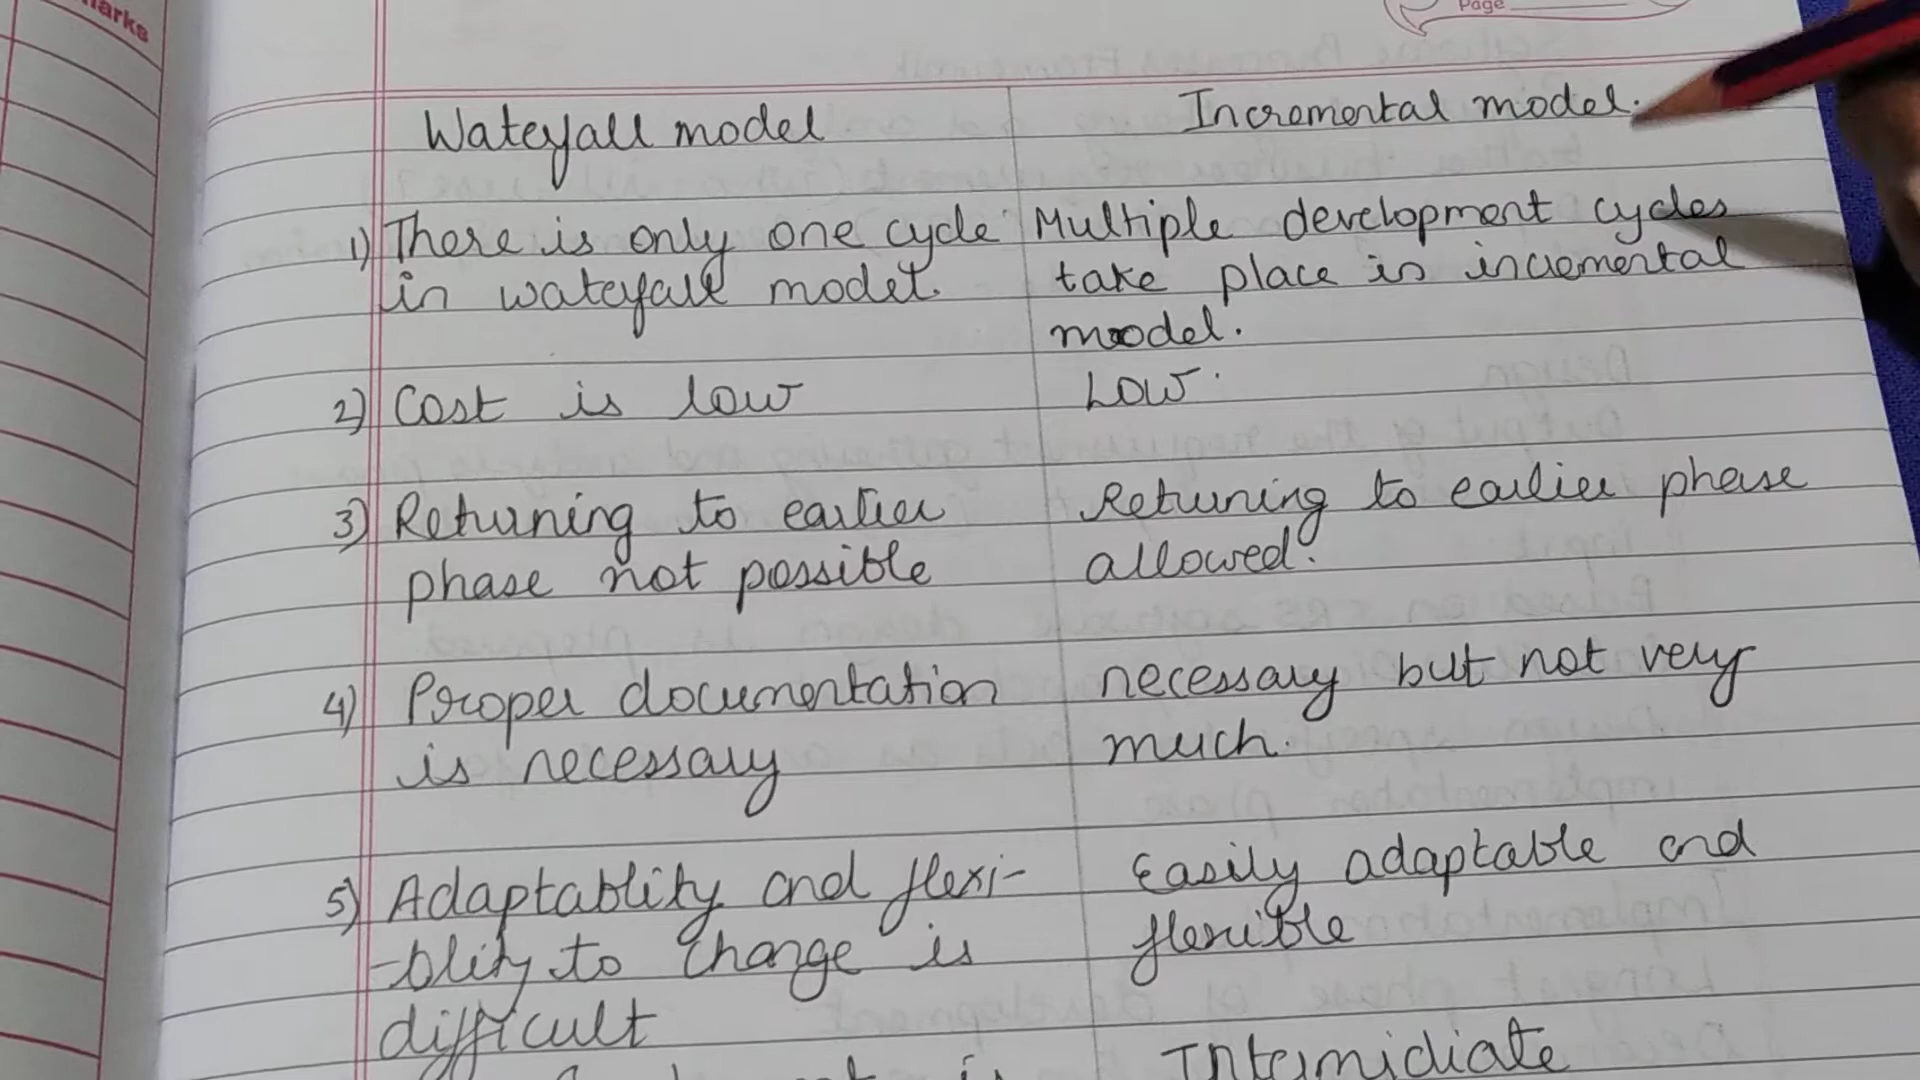 arks
Page
Waterfall model
Incremental model.
1) There is only one cycle
in waterfall model.
Multiple development cycles
take place in incremental
model.
2) Cost is low
Low.
3) Returning to earlier
phase not possible
Returning to earlier phase
allowed.
4) Proper documentation
is necessary
necessary but not very
much.
5) Adaptablity and flexi-
-blity to change is
difficult
Easily adaptable and
flexible
Intermidiate